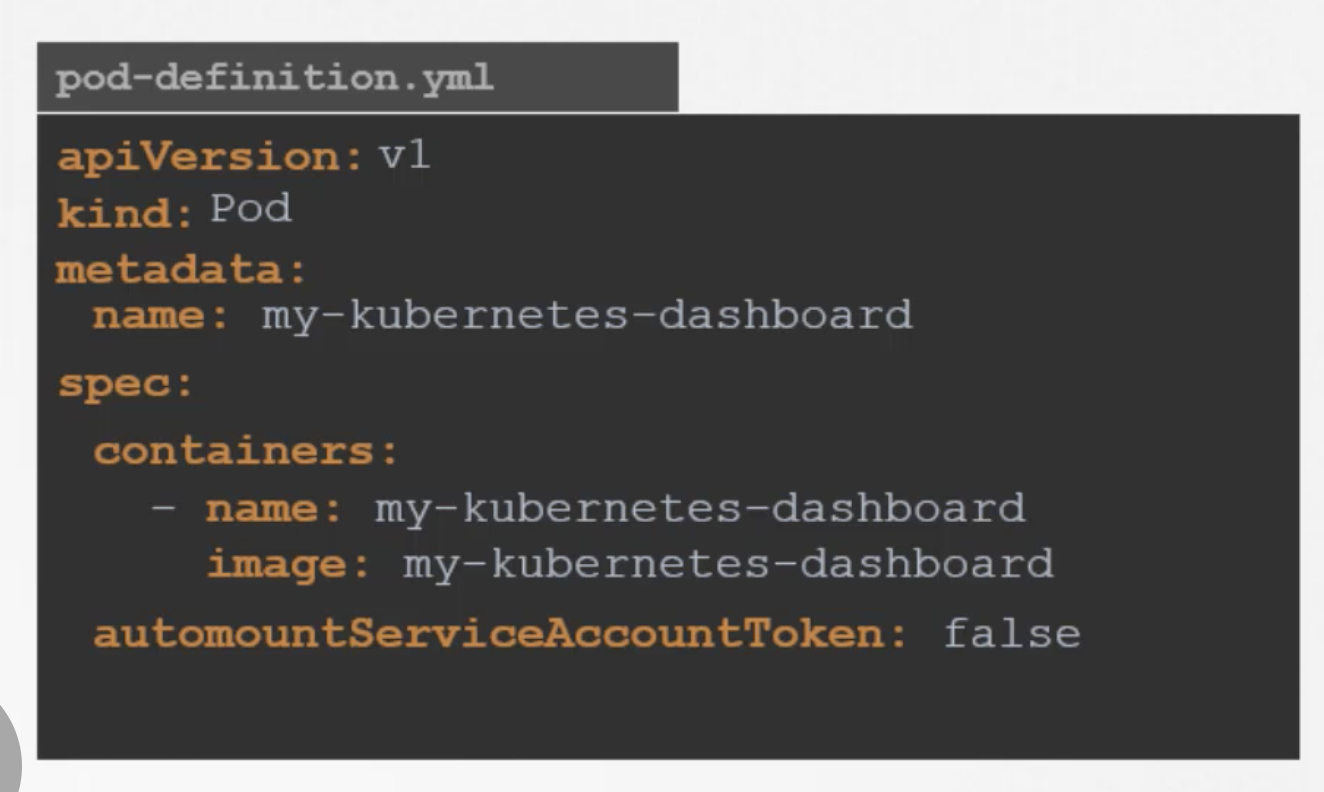 pod-definition.yml
apiVersion: v1
kind: Pod
metadata:
  name: my-kubernetes-dashboard
spec:
  containers:
    - name: my-kubernetes-dashboard
      image: my-kubernetes-dashboard
  automountServiceAccountToken: false